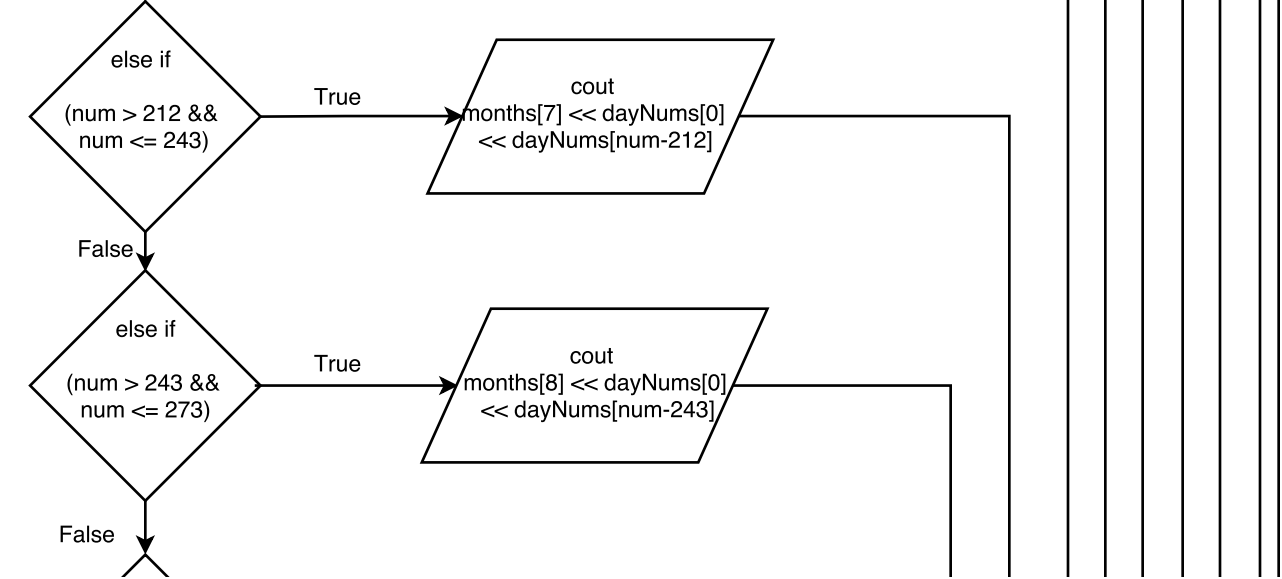 else if
(num > 212 &&
num <= 243)
True
cout
months[7] << dayNums[0]
<< dayNums[num-212]
False
else if
(num > 243 &&
num <= 273)
True
cout
months[8] << dayNums[0]
<< dayNums[num-243]
False